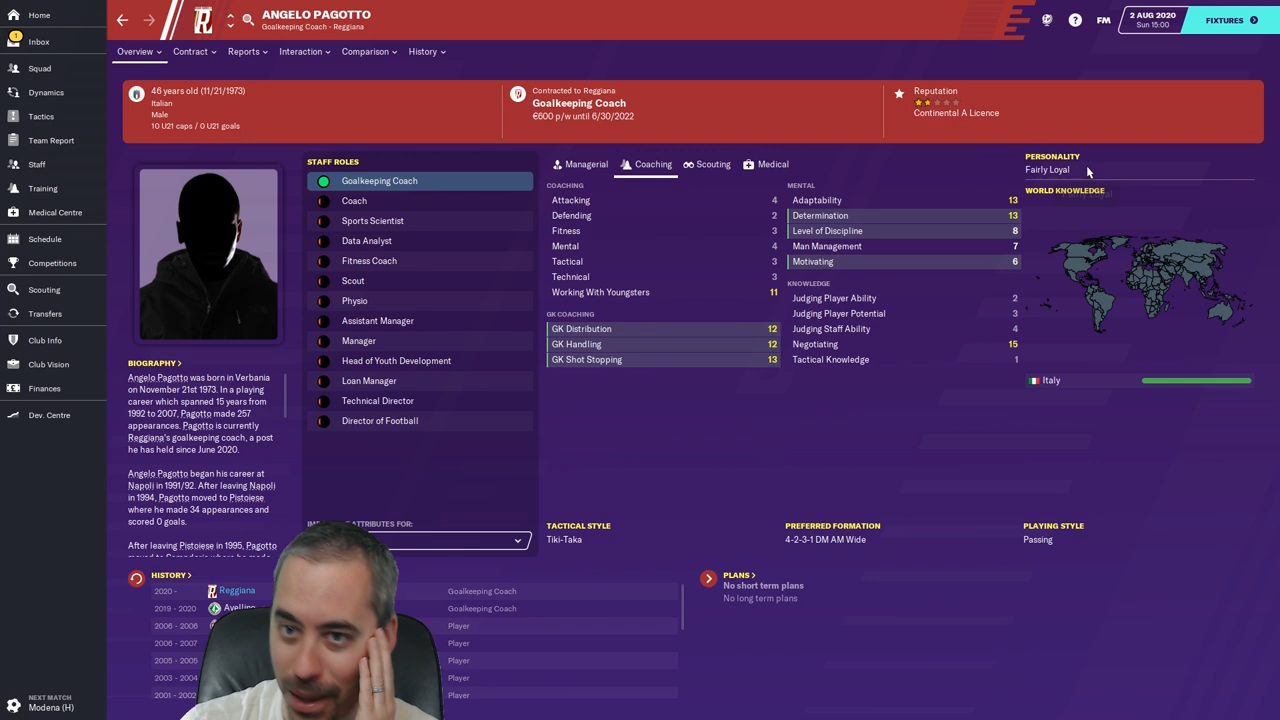 Home
1
Inbox
Squad
Dynamics
Tactics
Team Report
Staff
Training
Medical Centre
Schedule
Competitions
Scouting
Transfers
Club Info
Club Vision
Finances
Dev. Centre
NEXT MATCH
Modena (H)
ANGELO PAGOTTO
Goalkeeping Coach - Reggiana
?
FM
2 AUG 2020
Sun 15:00
FIXTURES
Overview
Contract
Reports
Interaction
Comparison
History
46 years old (11/21/1973)
Italian
Male
10 U21 caps / 0 U21 goals
Contracted to Reggiana
Goalkeeping Coach
€600 p/w until 6/30/2022
Reputation
Continental A Licence
BIOGRAPHY >
Angelo Pagotto was born in Verbania
on November 21st 1973. In a playing
career which spanned 15 years from
1992 to 2007, Pagotto made 257
appearances. Pagotto is currently
Reggiana's goalkeeping coach, a post
he has held since June 2020.
Angelo Pagotto began his career at
Napoli in 1991/92. After leaving Napoli
in 1994, Pagotto moved to Pistoiese
where he made 34 appearances and
scored 0 goals.
After leaving Pistoiese in 1995, Pagotto
STAFF ROLES
Goalkeeping Coach
Coach
Sports Scientist
Data Analyst
Fitness Coach
Scout
Physio
Assistant Manager
Manager
Head of Youth Development
Loan Manager
Technical Director
Director of Football
ATTRIBUTES FOR:
Managerial
Coaching
Scouting
Medical
COACHING
Attacking 4
Defending 2
Fitness 3
Mental 4
Tactical 3
Technical 3
Working With Youngsters 11
GK COACHING
GK Distribution 12
GK Handling 12
GK Shot Stopping 13
MENTAL
Adaptability 13
Determination 13
Level of Discipline 8
Man Management 7
Motivating 6
KNOWLEDGE
Judging Player Ability 2
Judging Player Potential 3
Judging Staff Ability 4
Negotiating 15
Tactical Knowledge 1
PERSONALITY
Fairly Loyal
WORLD KNOWLEDGE
Fairly Loyal
Italy
TACTICAL STYLE
Tiki-Taka
PREFERRED FORMATION
4-2-3-1 DM AM Wide
PLAYING STYLE
Passing
HISTORY >
2020 - Reggiana Goalkeeping Coach
2019 - 2020 Avellino Goalkeeping Coach
2006 - 2006 Player
2006 - 2007 Player
2005 - 2005 Player
2003 - 2004 Player
2001 - 2002 Player
PLANS >
No short term plans
No long term plans